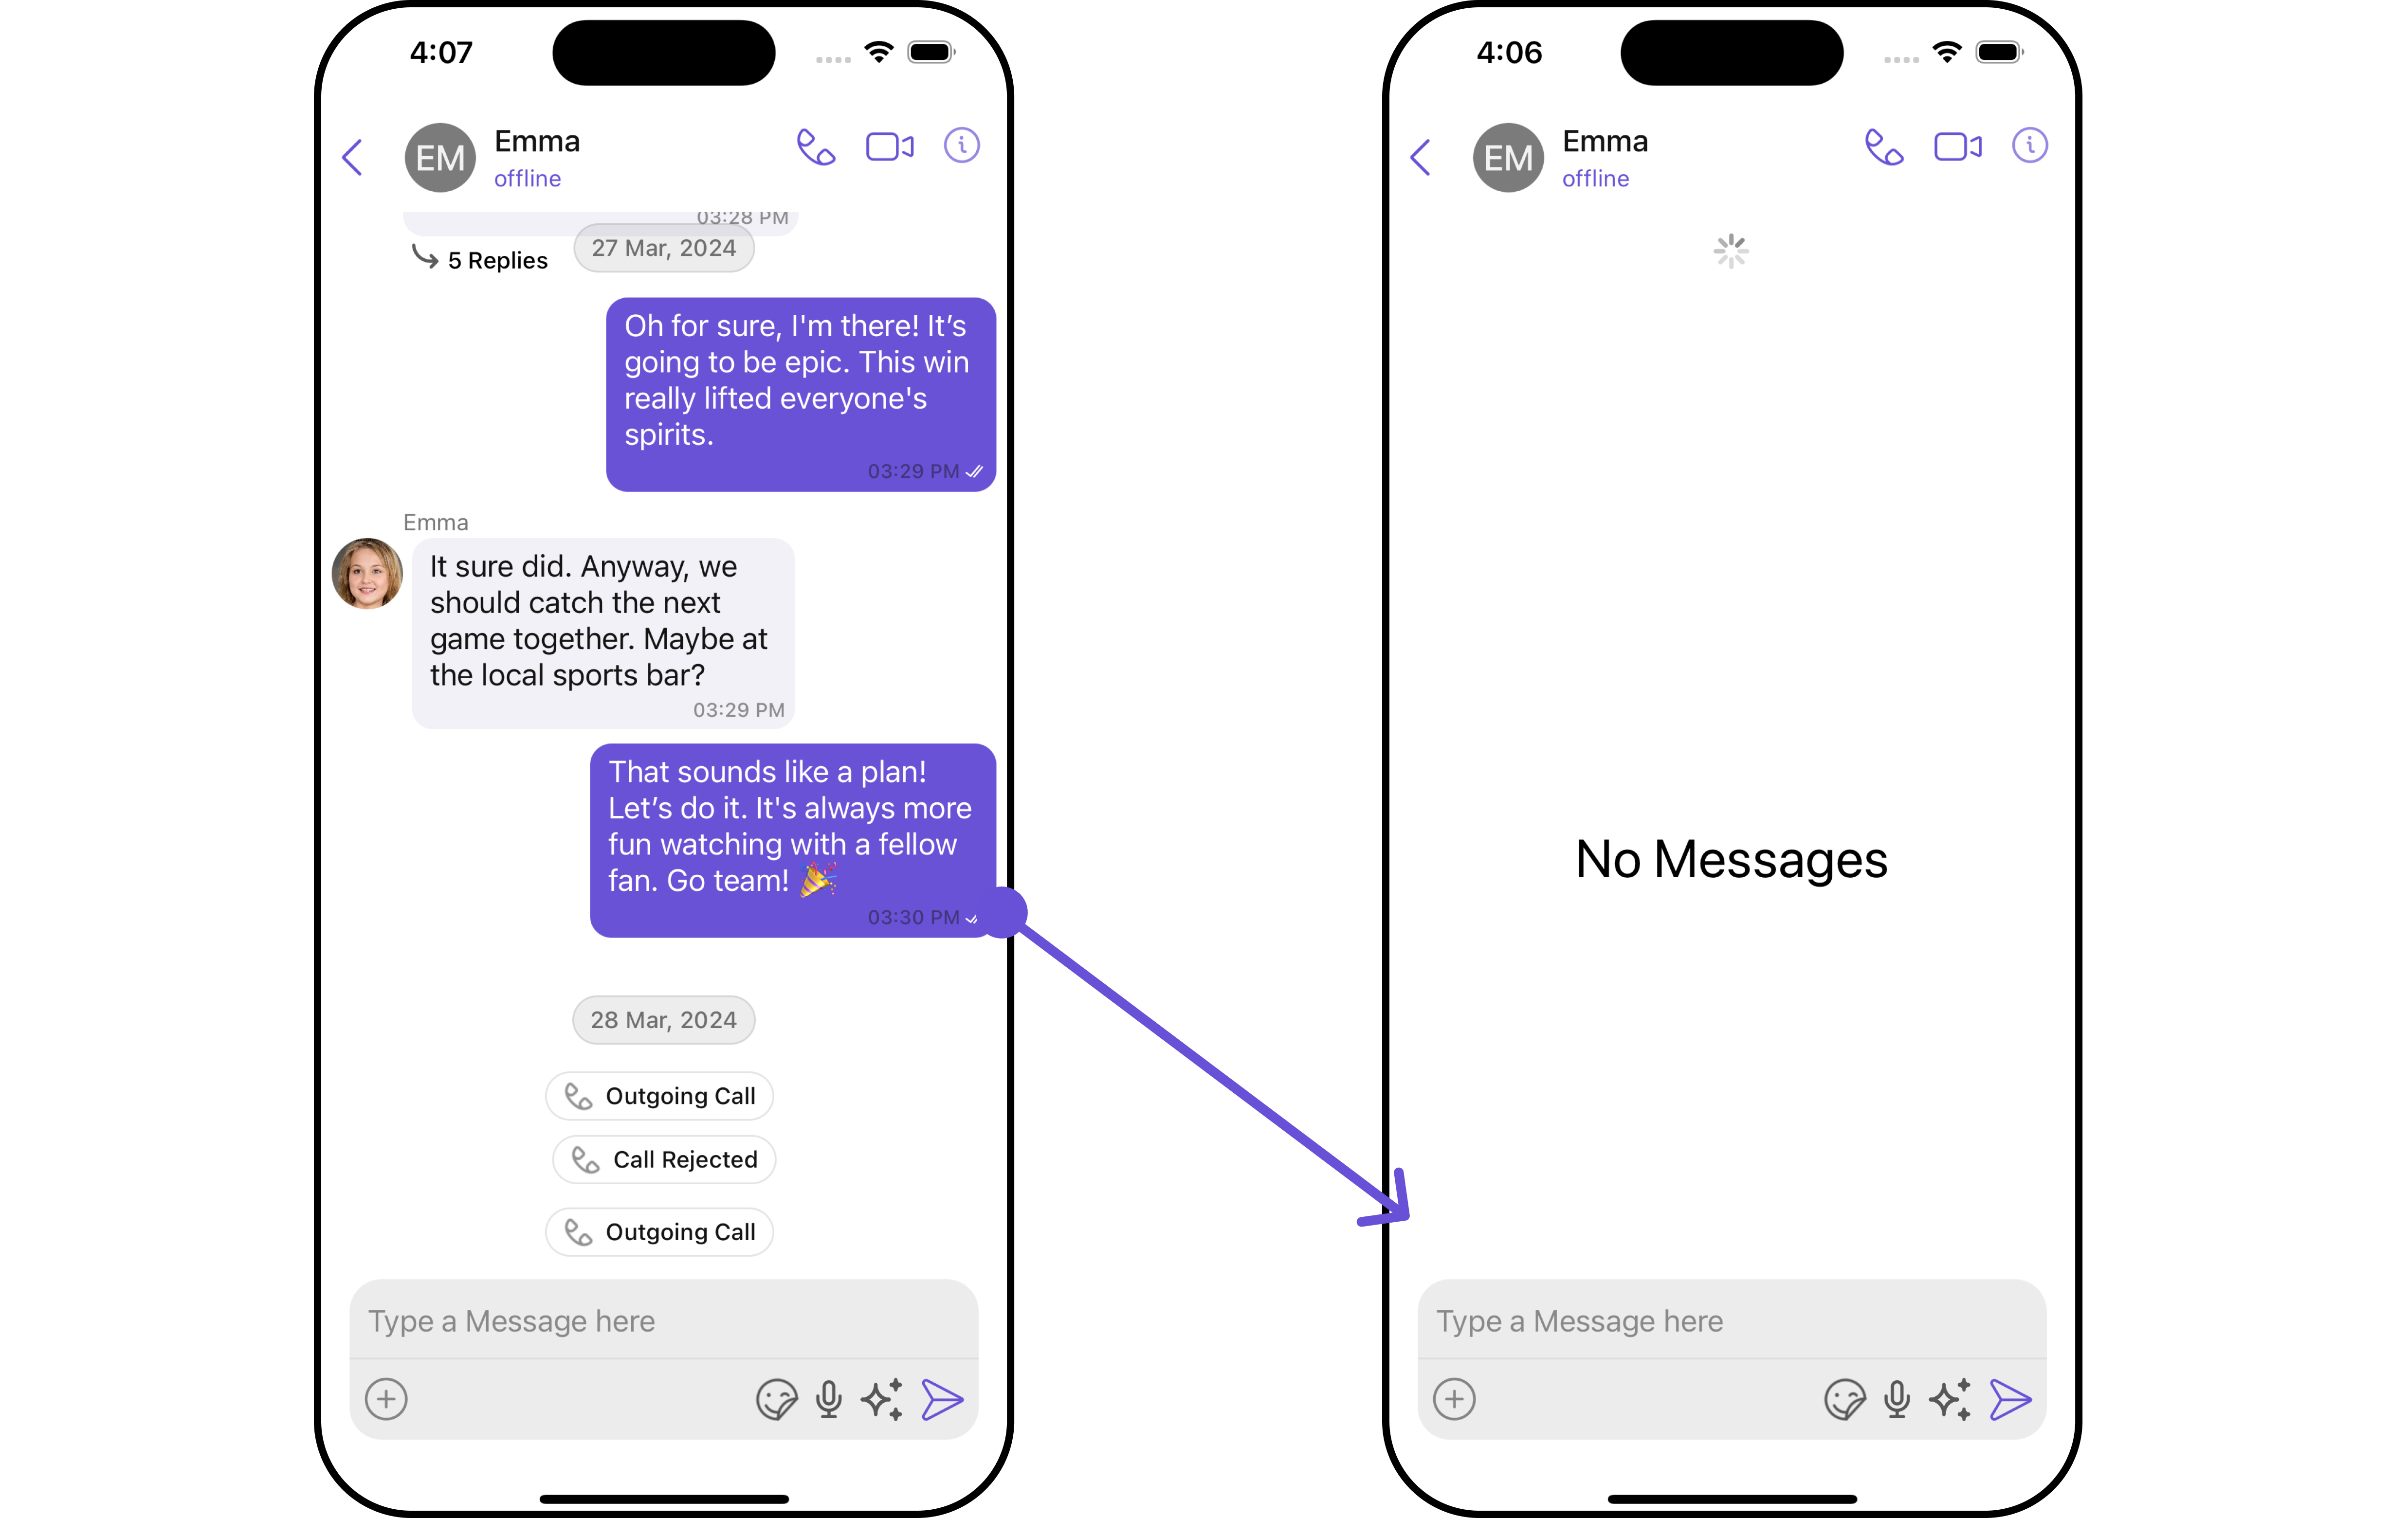 4:07
EM
Emma
offline
03:28 PM
5 Replies
27 Mar, 2024
Oh for sure, I'm there! It’s
going to be epic. This win
really lifted everyone's
spirits.
03:29 PM
Emma
It sure did. Anyway, we
should catch the next
game together. Maybe at
the local sports bar?
03:29 PM
That sounds like a plan!
Let’s do it. It's always more
fun watching with a fellow
fan. Go team! 🎉
03:30 PM
28 Mar, 2024
Outgoing Call
Call Rejected
Outgoing Call
Type a Message here
4:06
EM
Emma
offline
No Messages
Type a Message here